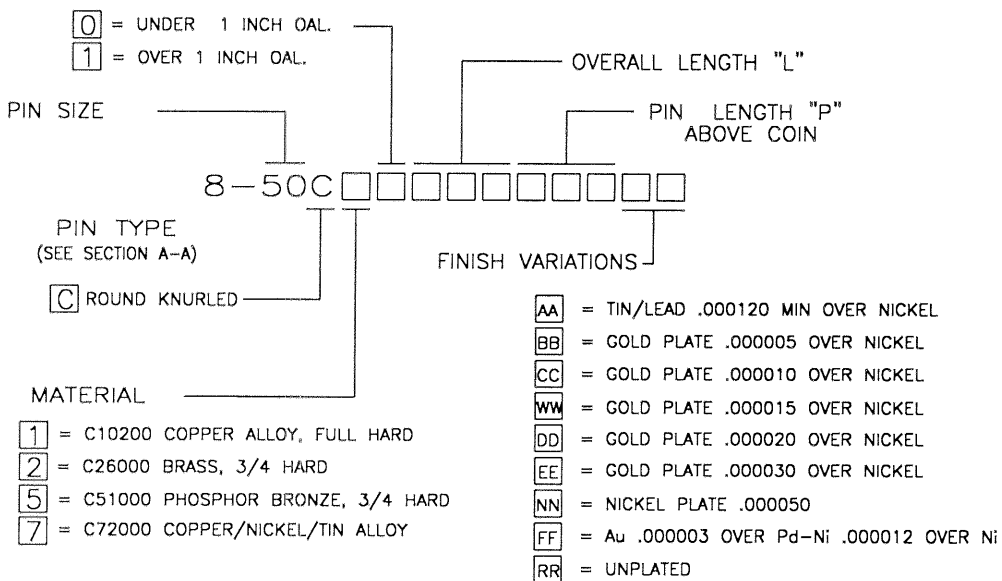 0 = UNDER 1 INCH OAL.
1 = OVER 1 INCH OAL.
OVERALL LENGTH "L"
PIN SIZE
PIN LENGTH "P"
ABOVE COIN
8-50C
PIN TYPE
(SEE SECTION A-A)
FINISH VARIATIONS
C ROUND KNURLED
AA = TIN/LEAD .000120 MIN OVER NICKEL
BB = GOLD PLATE .000005 OVER NICKEL
CC = GOLD PLATE .000010 OVER NICKEL
WW = GOLD PLATE .000015 OVER NICKEL
DD = GOLD PLATE .000020 OVER NICKEL
EE = GOLD PLATE .000030 OVER NICKEL
NN = NICKEL PLATE .000050
FF = Au .000003 OVER Pd-Ni .000012 OVER Ni
RR = UNPLATED
MATERIAL
1 = C10200 COPPER ALLOY, FULL HARD
2 = C26000 BRASS, 3/4 HARD
5 = C51000 PHOSPHOR BRONZE, 3/4 HARD
7 = C72000 COPPER/NICKEL/TIN ALLOY